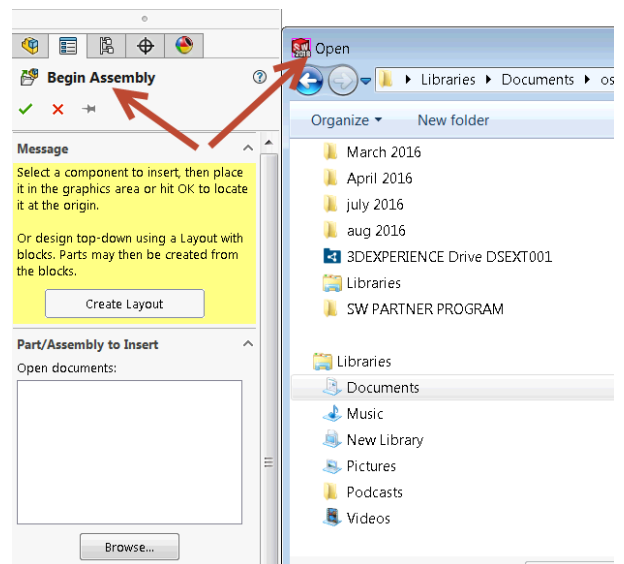 Begin Assembly
Message
Select a component to insert, then place
it in the graphics area or hit OK to locate
it at the origin.
Or design top-down using a Layout with
blocks. Parts may then be created from
the blocks.
Create Layout
Part/Assembly to Insert
Open documents:
Browse...
SW
2016
Open
Libraries Documents os
Organize New folder
March 2016
April 2016
july 2016
aug 2016
3DEXPERIENCE Drive DSEXT001
Libraries
SW PARTNER PROGRAM
Libraries
Documents
Music
New Library
Pictures
Podcasts
Videos